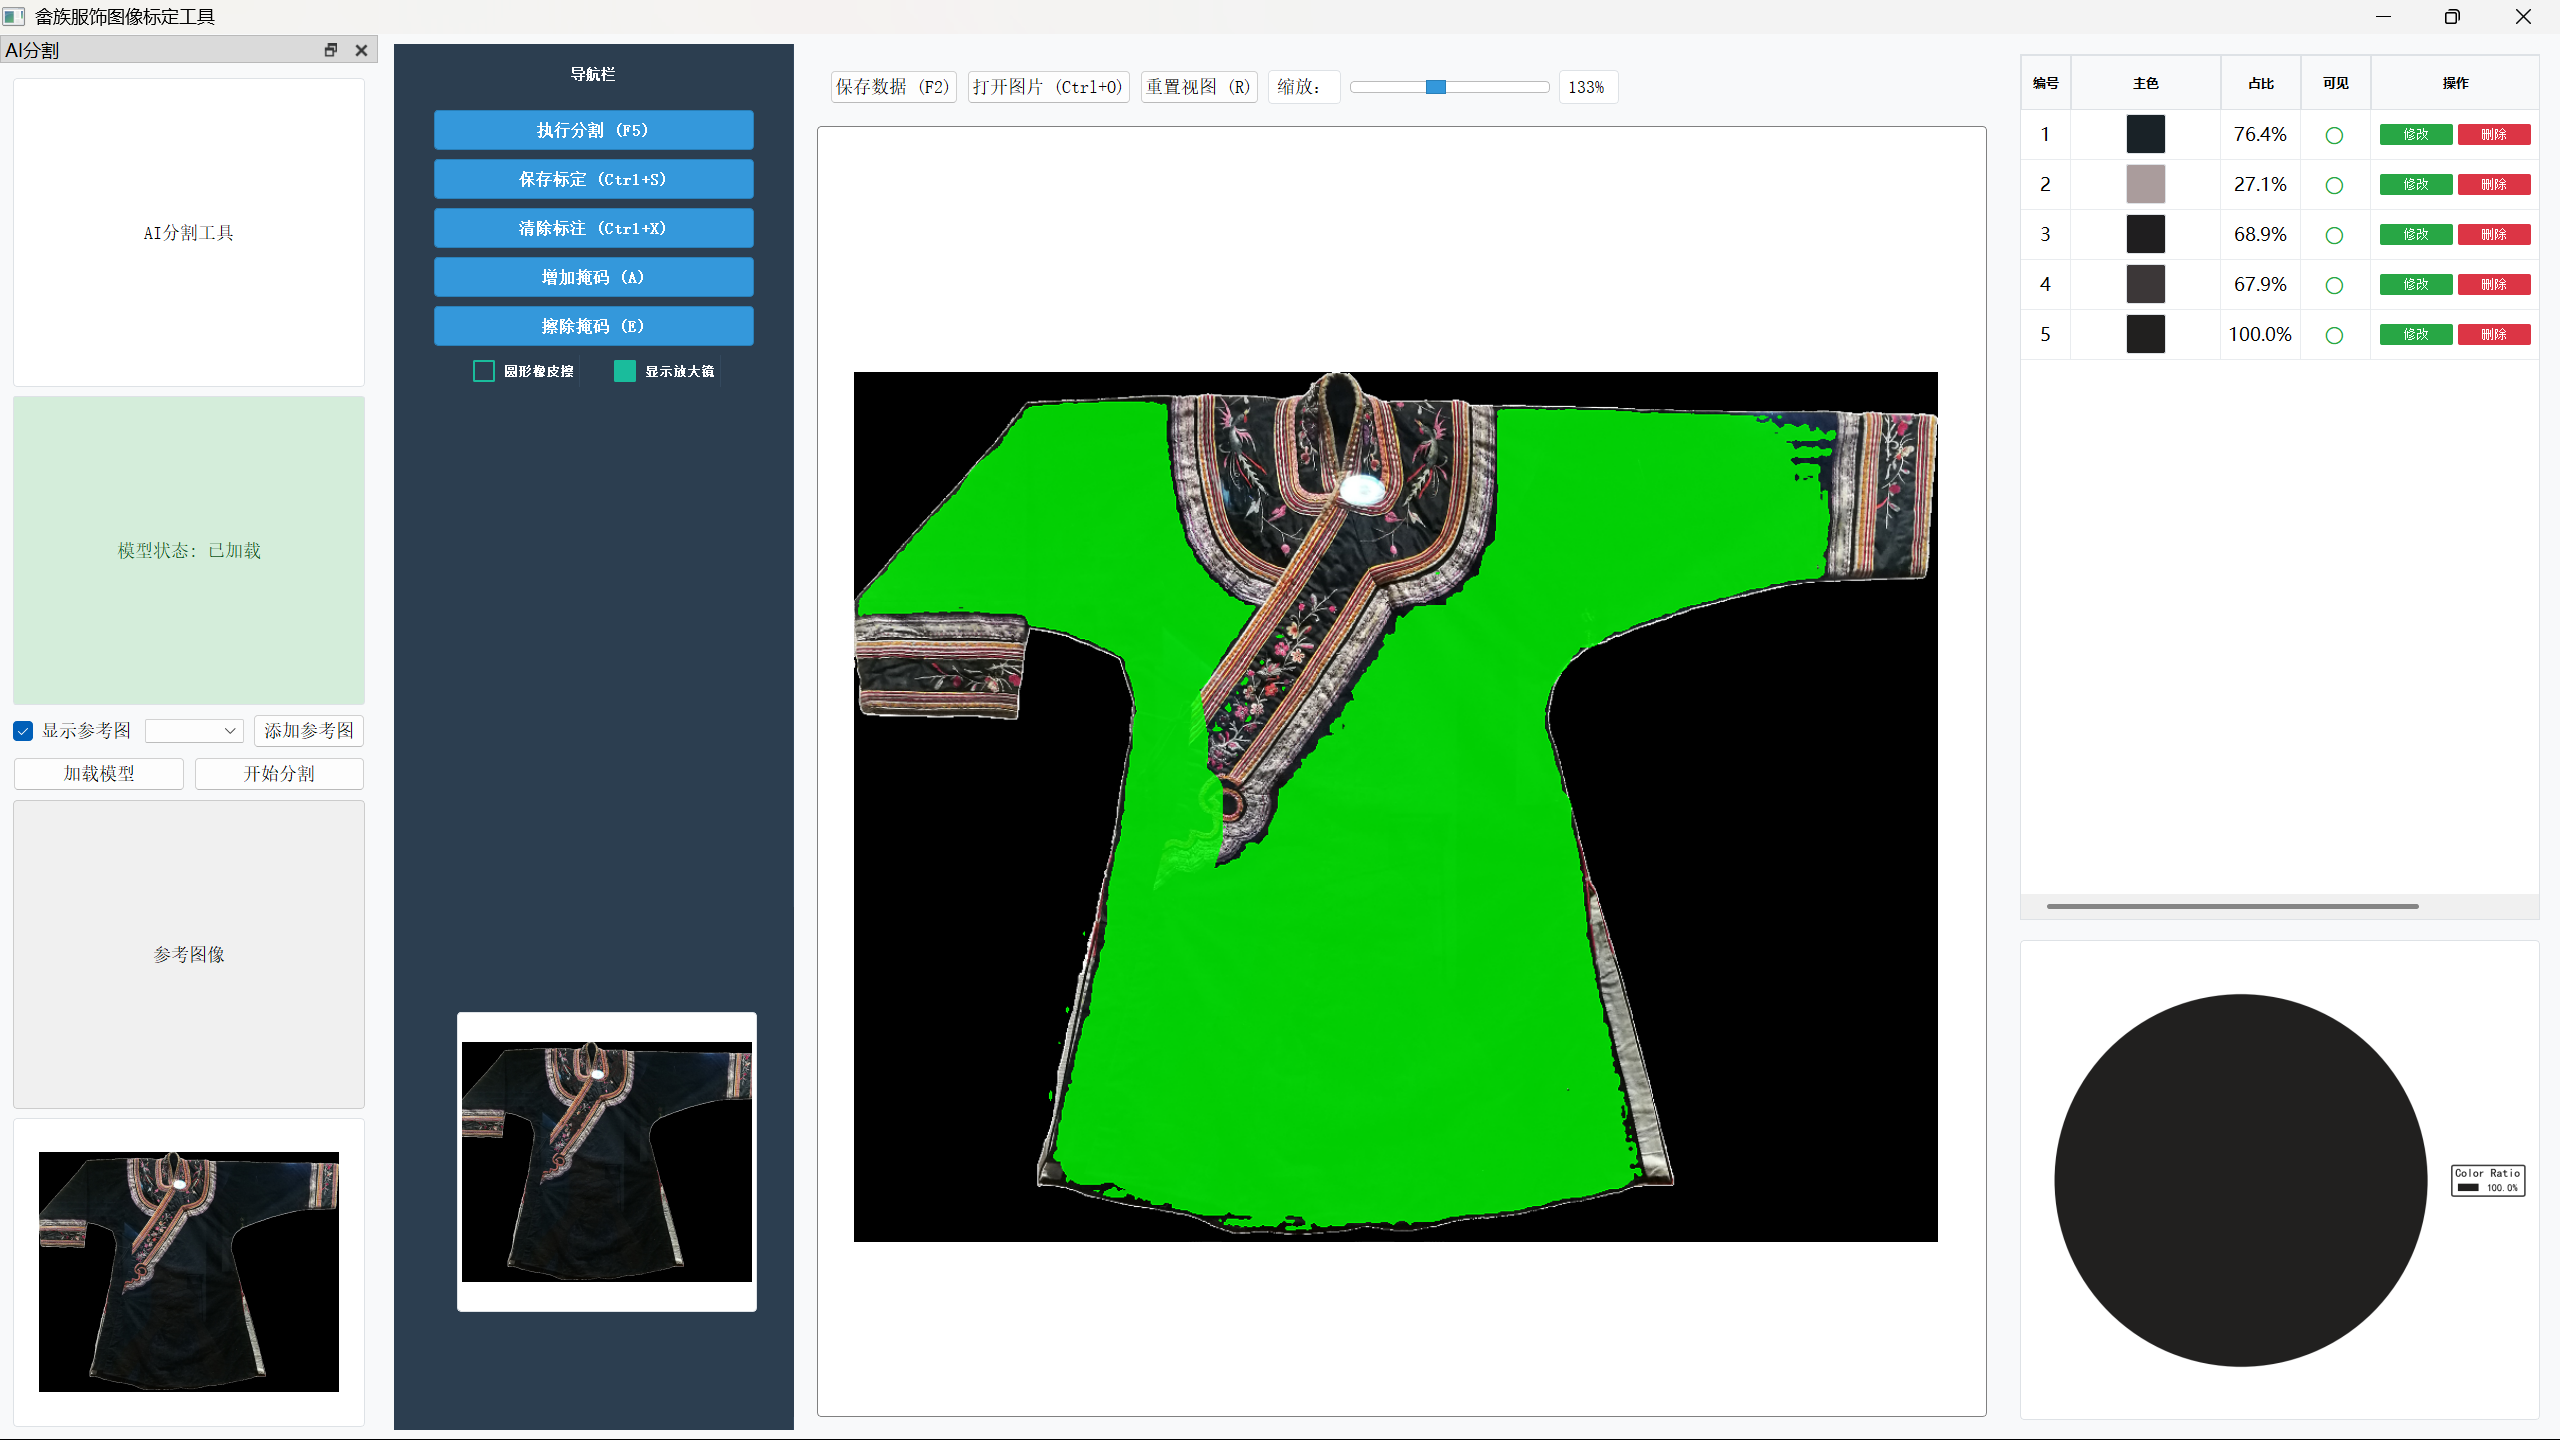 畲族服饰图像标定工具
AI分割
AI分割工具
模型状态: 已加载
显示参考图
添加参考图
加载模型
开始分割
参考图像
导航栏
执行分割 (F5)
保存标定 (Ctrl+S)
清除标注 (Ctrl+X)
增加掩码 (A)
擦除掩码 (E)
圆形橡皮擦
显示放大镜
保存数据 (F2)
打开图片 (Ctrl+O)
重置视图 (R)
缩放:
133%
编号 主色 占比 可见 操作
1 76.4% 修改 删除
2 27.1% 修改 删除
3 68.9% 修改 删除
4 67.9% 修改 删除
5 100.0% 修改 删除
Color Ratio
100.0%